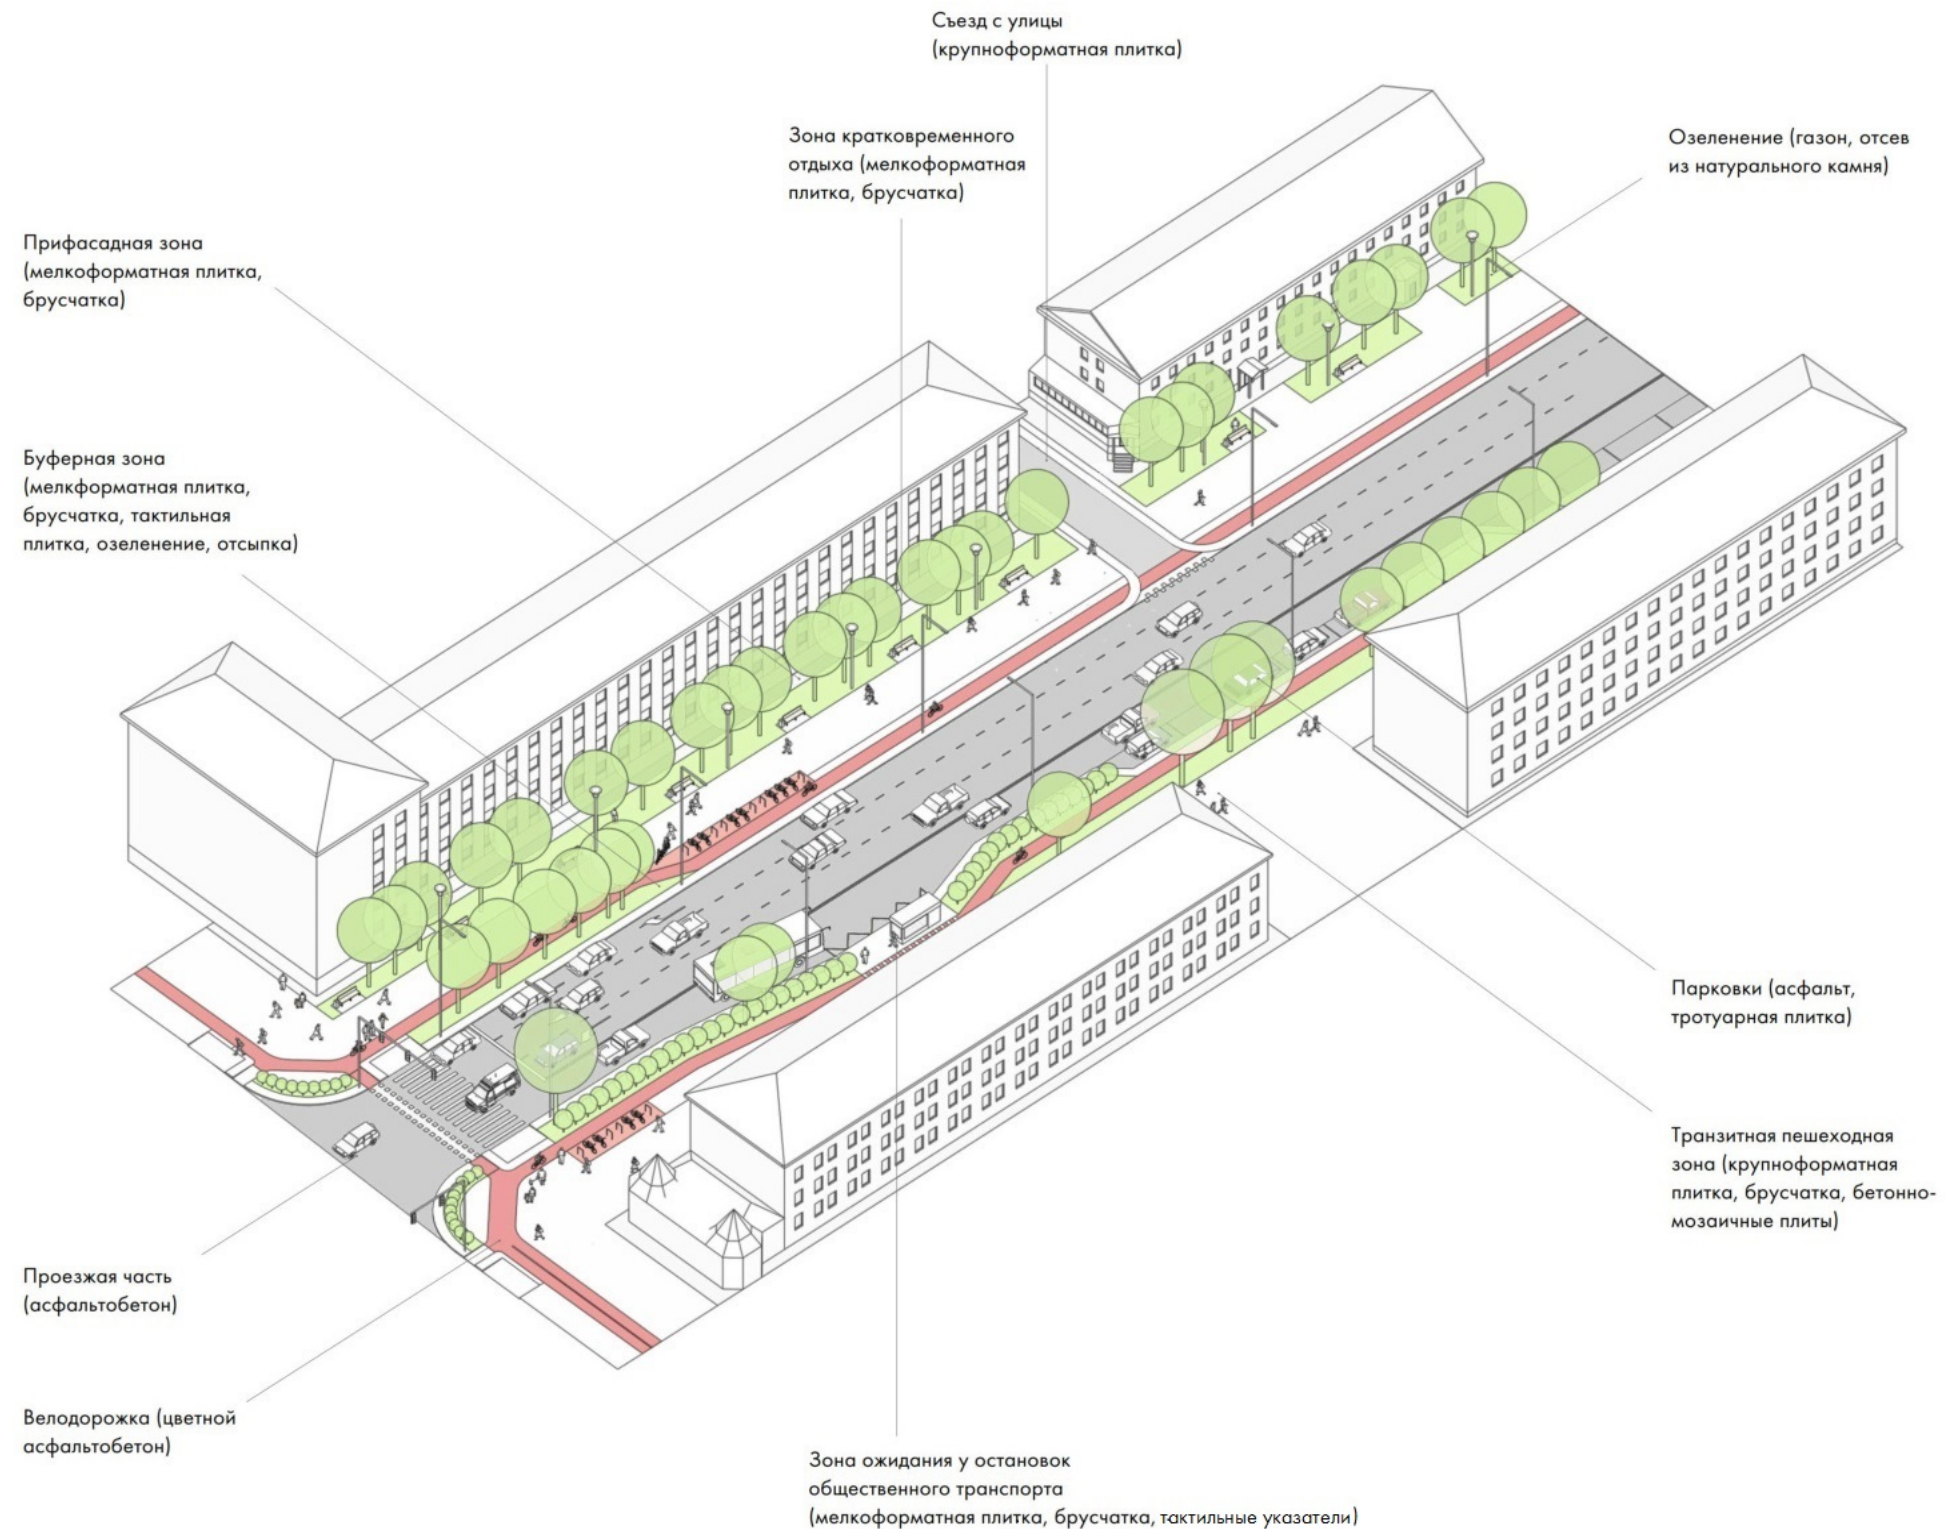 Съезд с улицы
(крупноформатная плитка)
Зона кратковременного
отдыха (мелкоформатная
плитка, брусчатка)
Озеленение (газон, отсев
из натурального камня)
Прифасадная зона
(мелкоформатная плитка,
брусчатка)
Буферная зона
(мелкформатная плитка,
брусчатка, тактильная
плитка, озеленение, отсыпка)
Парковки (асфальт,
тротуарная плитка)
Транзитная пешеходная
зона (крупноформатная
плитка, брусчатка, бетонно-
мозаичные плиты)
Проезжая часть
(асфальтобетон)
Велодорожка (цветной
асфальтобетон)
Зона ожидания у остановок
общественного транспорта
(мелкоформатная плитка, брусчатка, тактильные указатели)